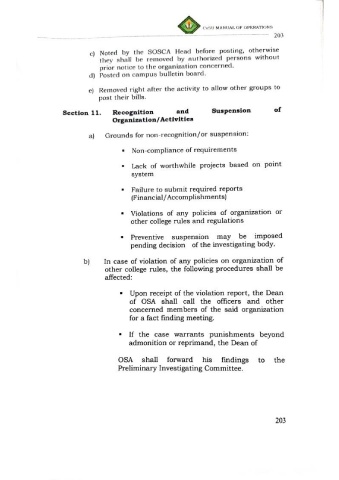 MANUAL OF OPERATIONS
203
c) Noted by the SOSCA Head before posting, otherwise
they shall be removed by authorized persons without
prior notice to the organization concerned.
d) Posted on campus bulletin board.
e) Removed right after the activity to allow other groups to
post their bills.
Section 11. Recognition and Suspension of
Organization/Activities
a) Grounds for non-recognition/or suspension:
• Non-compliance of requirements
• Lack of worthwhile projects based on point
system
• Failure to submit required reports
(Financial/Accomplishments)
• Violations of any policies of organization or
other college rules and regulations
• Preventive suspension may be imposed
pending decision of the investigating body.
b) In case of violation of any policies on organization of
other college rules, the following procedures shall be
affected:
• Upon receipt of the violation report, the Dean
of OSA shall call the officers and other
concerned members of the said organization
for a fact finding meeting.
• If the case warrants punishments beyond
admonition or reprimand, the Dean of
OSA shall forward his findings to the
Preliminary Investigating Committee.
203